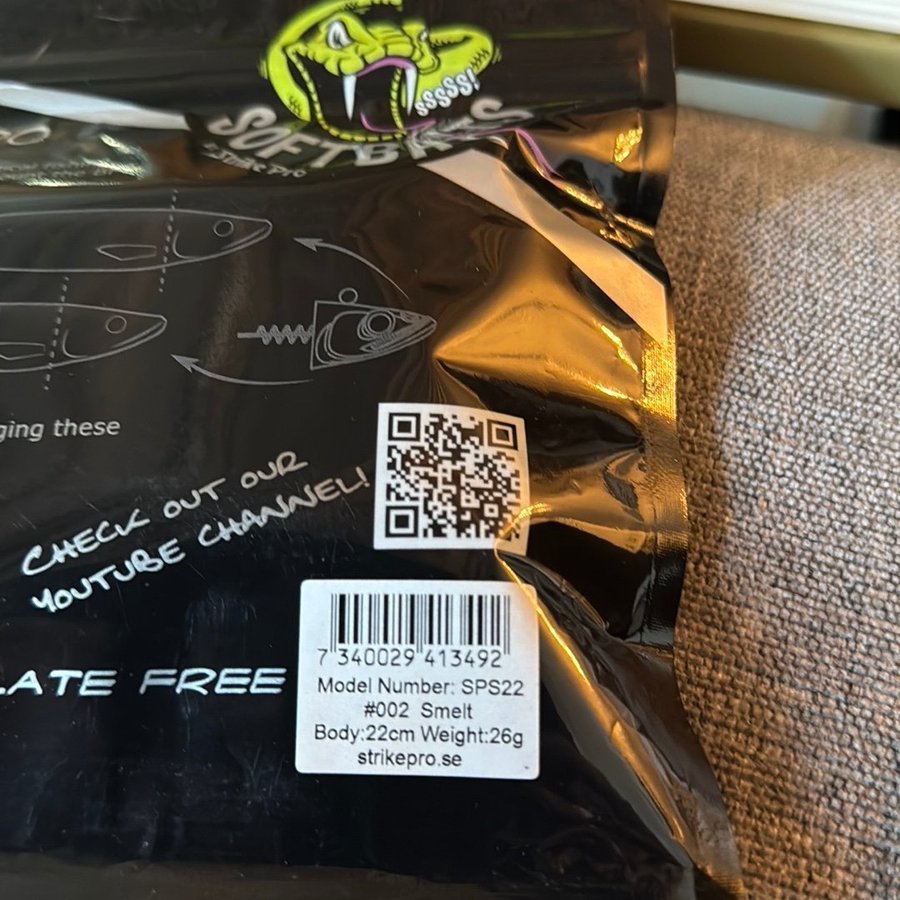 sssss!
SOFTBAITS
Strike Pro
ging these
CHECK OUT OUR
YOUTUBE CHANNEL!
LATE FREE
7 340029 413492
Model Number: SPS22
#002 Smelt
Body:22cm Weight:26g
strikepro.se